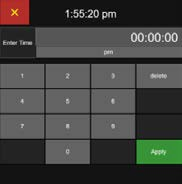 X 1:55:20 pm
Enter Time 00:00:00
pm
1 2 3 delete
4 5 6
7 8 9
0 Apply